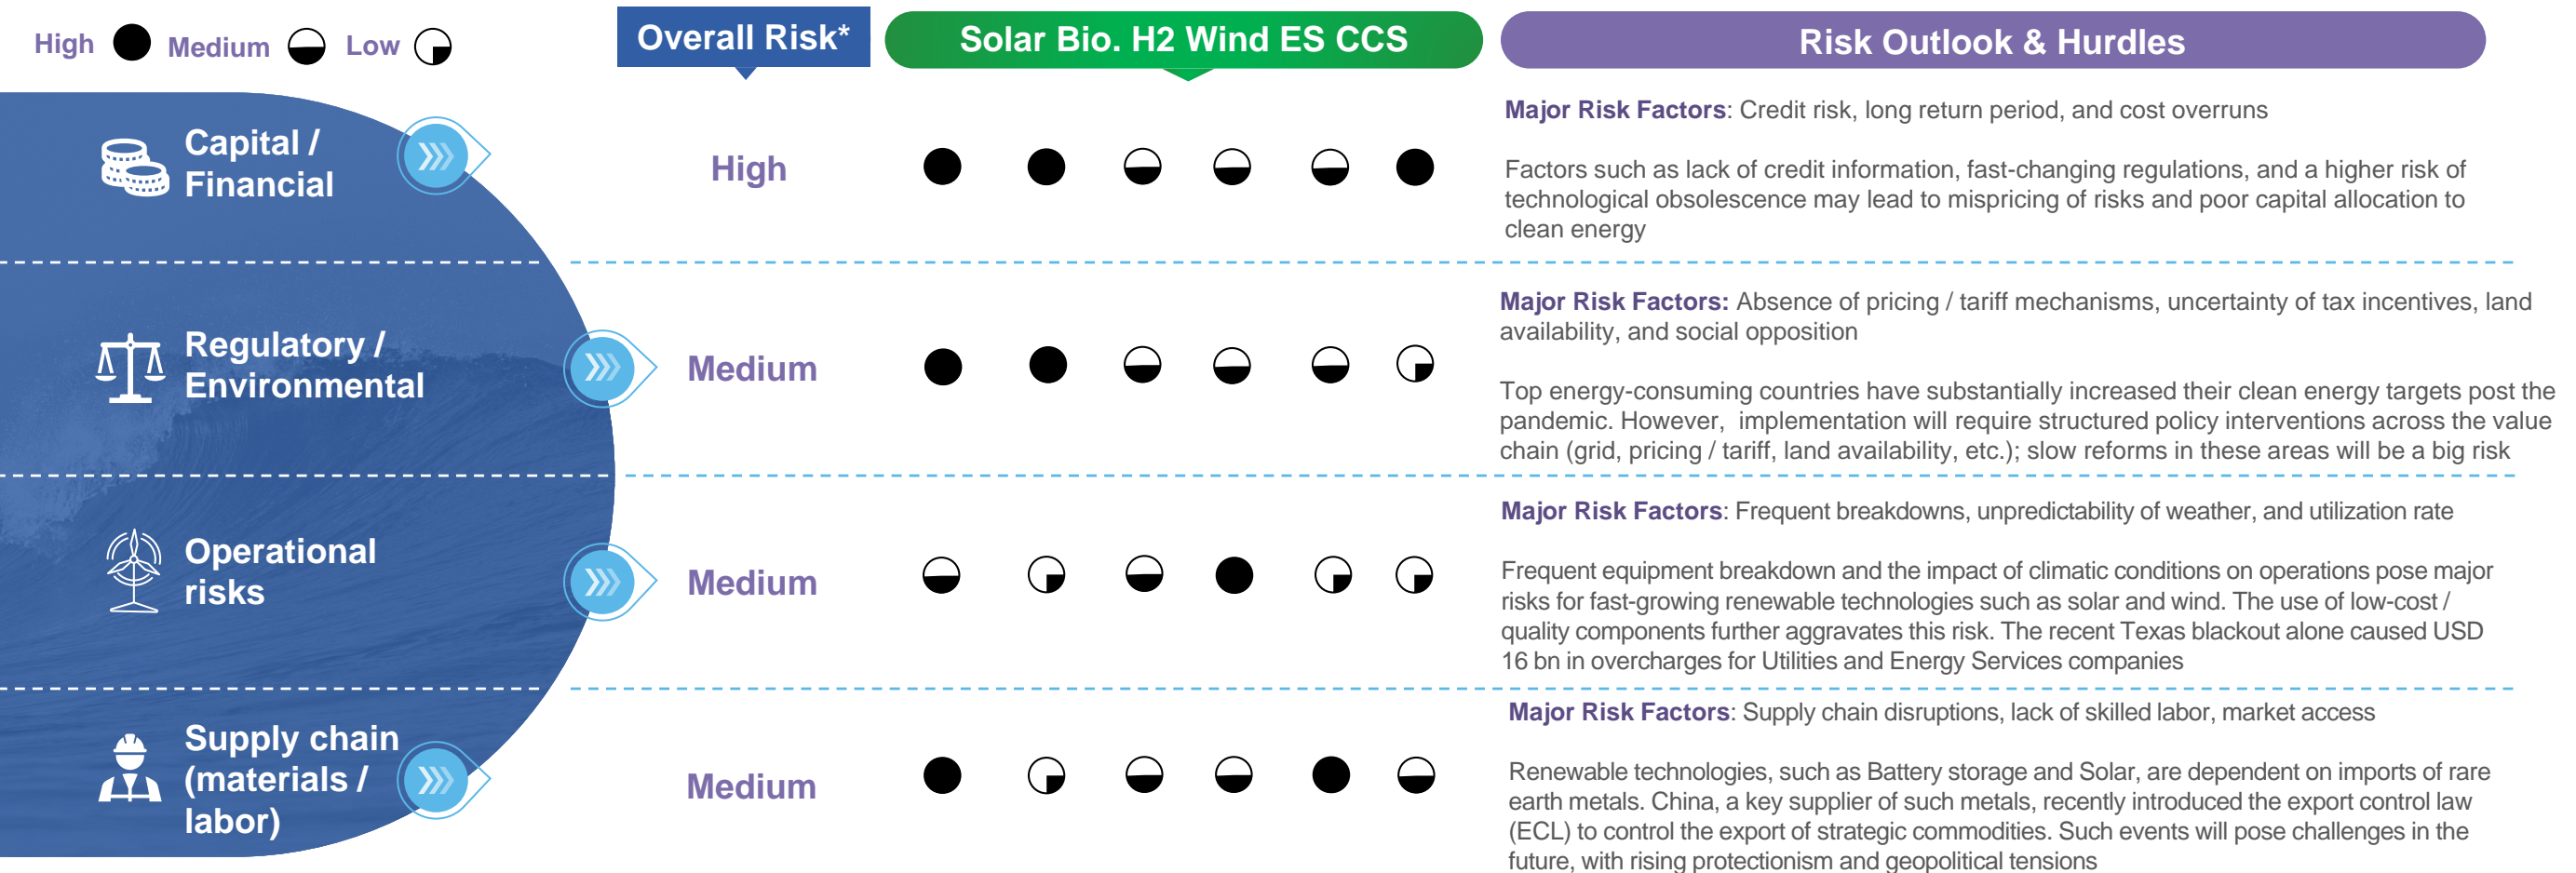 High Medium Low
Overall Risk*
Solar Bio. H2 Wind ES CCS
Risk Outlook & Hurdles
Capital /
Financial
High
Major Risk Factors: Credit risk, long return period, and cost overruns
Factors such as lack of credit information, fast-changing regulations, and a higher risk of
technological obsolescence may lead to mispricing of risks and poor capital allocation to
clean energy
Regulatory /
Environmental
Medium
Major Risk Factors: Absence of pricing / tariff mechanisms, uncertainty of tax incentives, land
availability, and social opposition
Top energy-consuming countries have substantially increased their clean energy targets post the
pandemic. However, implementation will require structured policy interventions across the value
chain (grid, pricing / tariff, land availability, etc.); slow reforms in these areas will be a big risk
Operational
risks
Medium
Major Risk Factors: Frequent breakdowns, unpredictability of weather, and utilization rate
Frequent equipment breakdown and the impact of climatic conditions on operations pose major
risks for fast-growing renewable technologies such as solar and wind. The use of low-cost /
quality components further aggravates this risk. The recent Texas blackout alone caused USD
16 bn in overcharges for Utilities and Energy Services companies
Supply chain
(materials /
labor)
Medium
Major Risk Factors: Supply chain disruptions, lack of skilled labor, market access
Renewable technologies, such as Battery storage and Solar, are dependent on imports of rare
earth metals. China, a key supplier of such metals, recently introduced the export control law
(ECL) to control the export of strategic commodities. Such events will pose challenges in the
future, with rising protectionism and geopolitical tensions